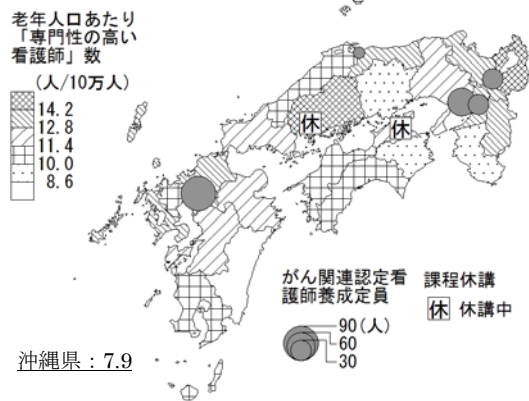 老年人口あたり
「専門性の高い
看護師」数
(人/10万人)
14.2
12.8
11.4
10.0
8.6
休
休
がん関連認定看
護師養成定員
90(人)
60
30
課程休講
休 休講中
沖縄県：7.9